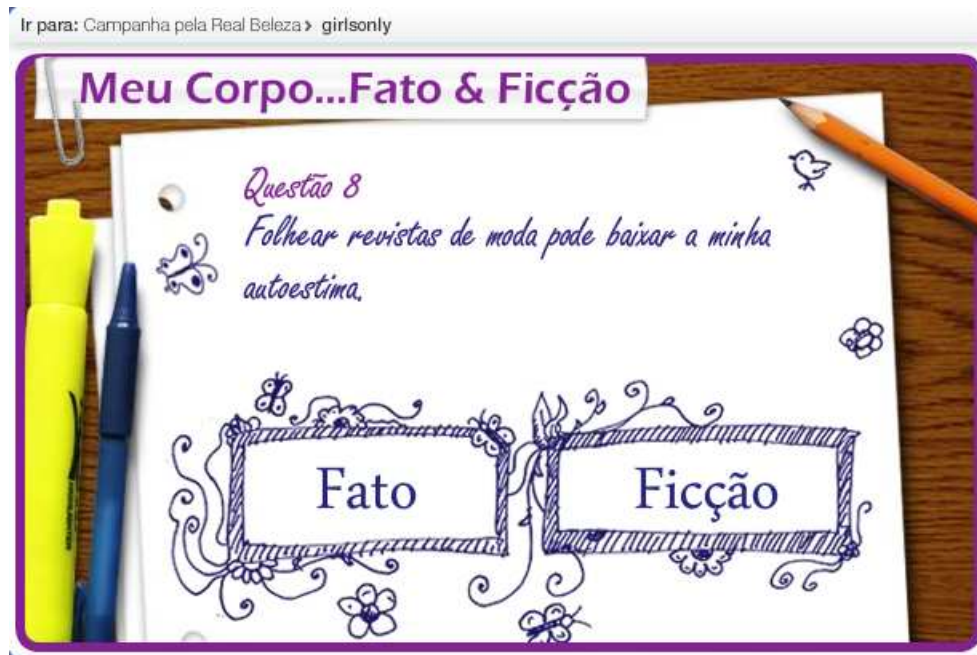 Ir para: Campanha pela Real Beleza > girlsonly
Meu Corpo...Fato & Ficção
Questão 8
Folhear revistas de moda pode baixar a minha
autoestima.
Fato
Ficção